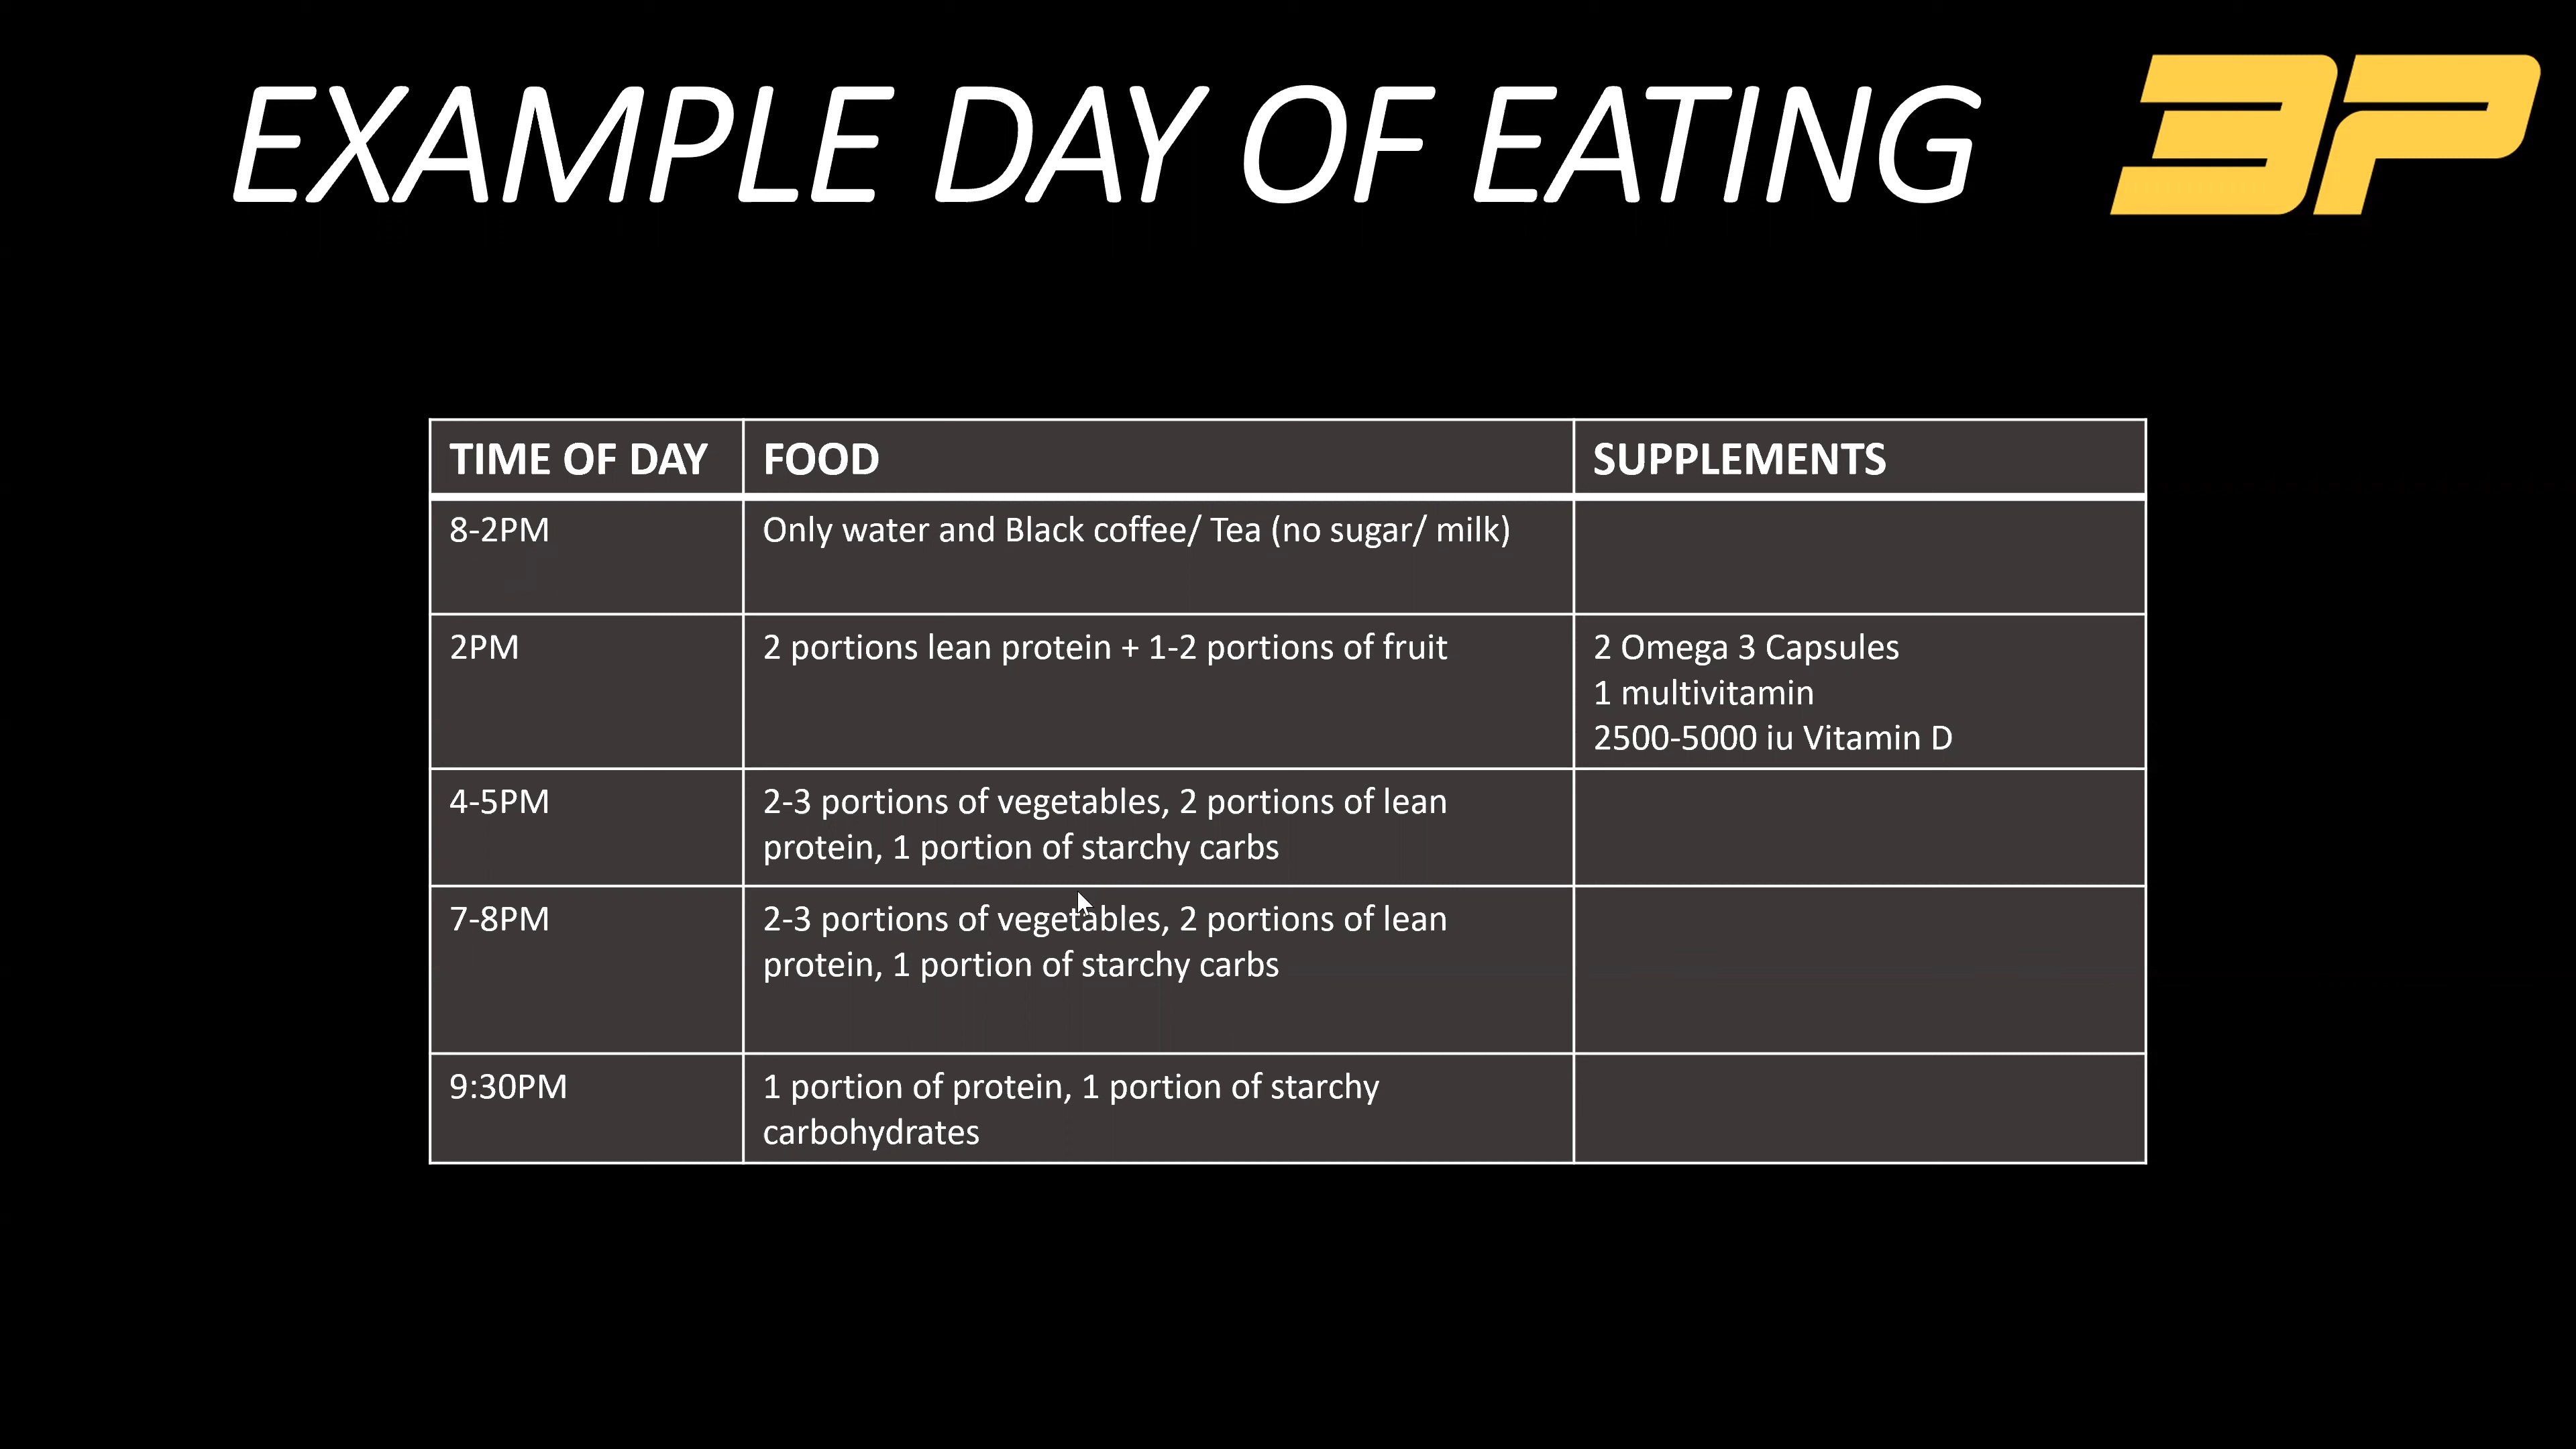 EXAMPLE DAY OF EATING
3P
TIME OF DAY
FOOD
SUPPLEMENTS
8-2PM
Only water and Black coffee/ Tea (no sugar/ milk)
2PM
2 portions lean protein + 1-2 portions of fruit
2 Omega 3 Capsules
1 multivitamin
2500-5000 iu Vitamin D
4-5PM
2-3 portions of vegetables, 2 portions of lean
protein, 1 portion of starchy carbs
7-8PM
2-3 portions of vegetables, 2 portions of lean
protein, 1 portion of starchy carbs
9:30PM
1 portion of protein, 1 portion of starchy
carbohydrates